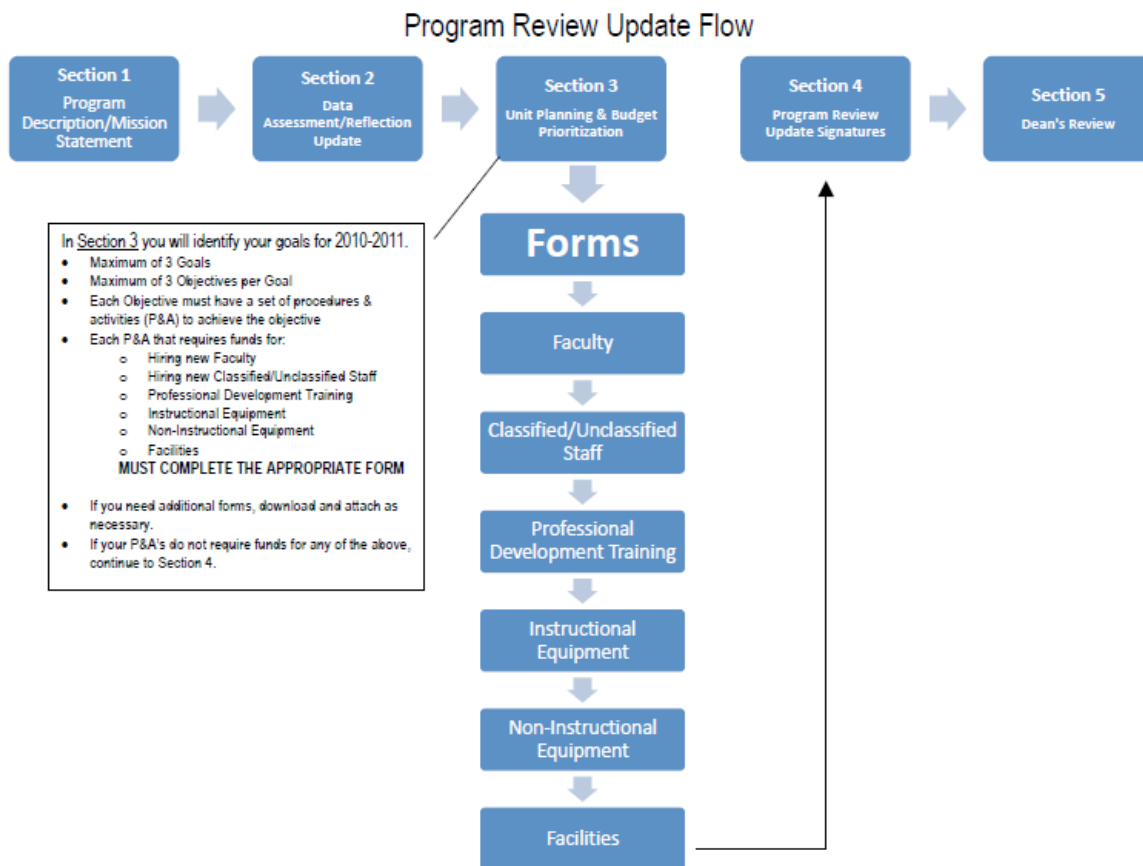 Program Review Update Flow
Section 1
Program
Description/Mission
Statement
Section 2
Data
Assessment/Reflection
Update
Section 3
Unit Planning & Budget
Prioritization
Section 4
Program Review
Update Signatures
Section 5
Dean's Review
In Section 3 you will identify your goals for 2010-2011.
• Maximum of 3 Goals
• Maximum of 3 Objectives per Goal
• Each Objective must have a set of procedures &
activities (P&A) to achieve the objective
• Each P&A that requires funds for:
o Hiring new Faculty
o Hiring new Classified/Unclassified Staff
o Professional Development Training
o Instructional Equipment
o Non-Instructional Equipment
o Facilities
MUST COMPLETE THE APPROPRIATE FORM
• If you need additional forms, download and attach as
necessary.
• If your P&A's do not require funds for any of the above,
continue to Section 4.
Forms
Faculty
Classified/Unclassified
Staff
Professional
Development Training
Instructional
Equipment
Non-Instructional
Equipment
Facilities